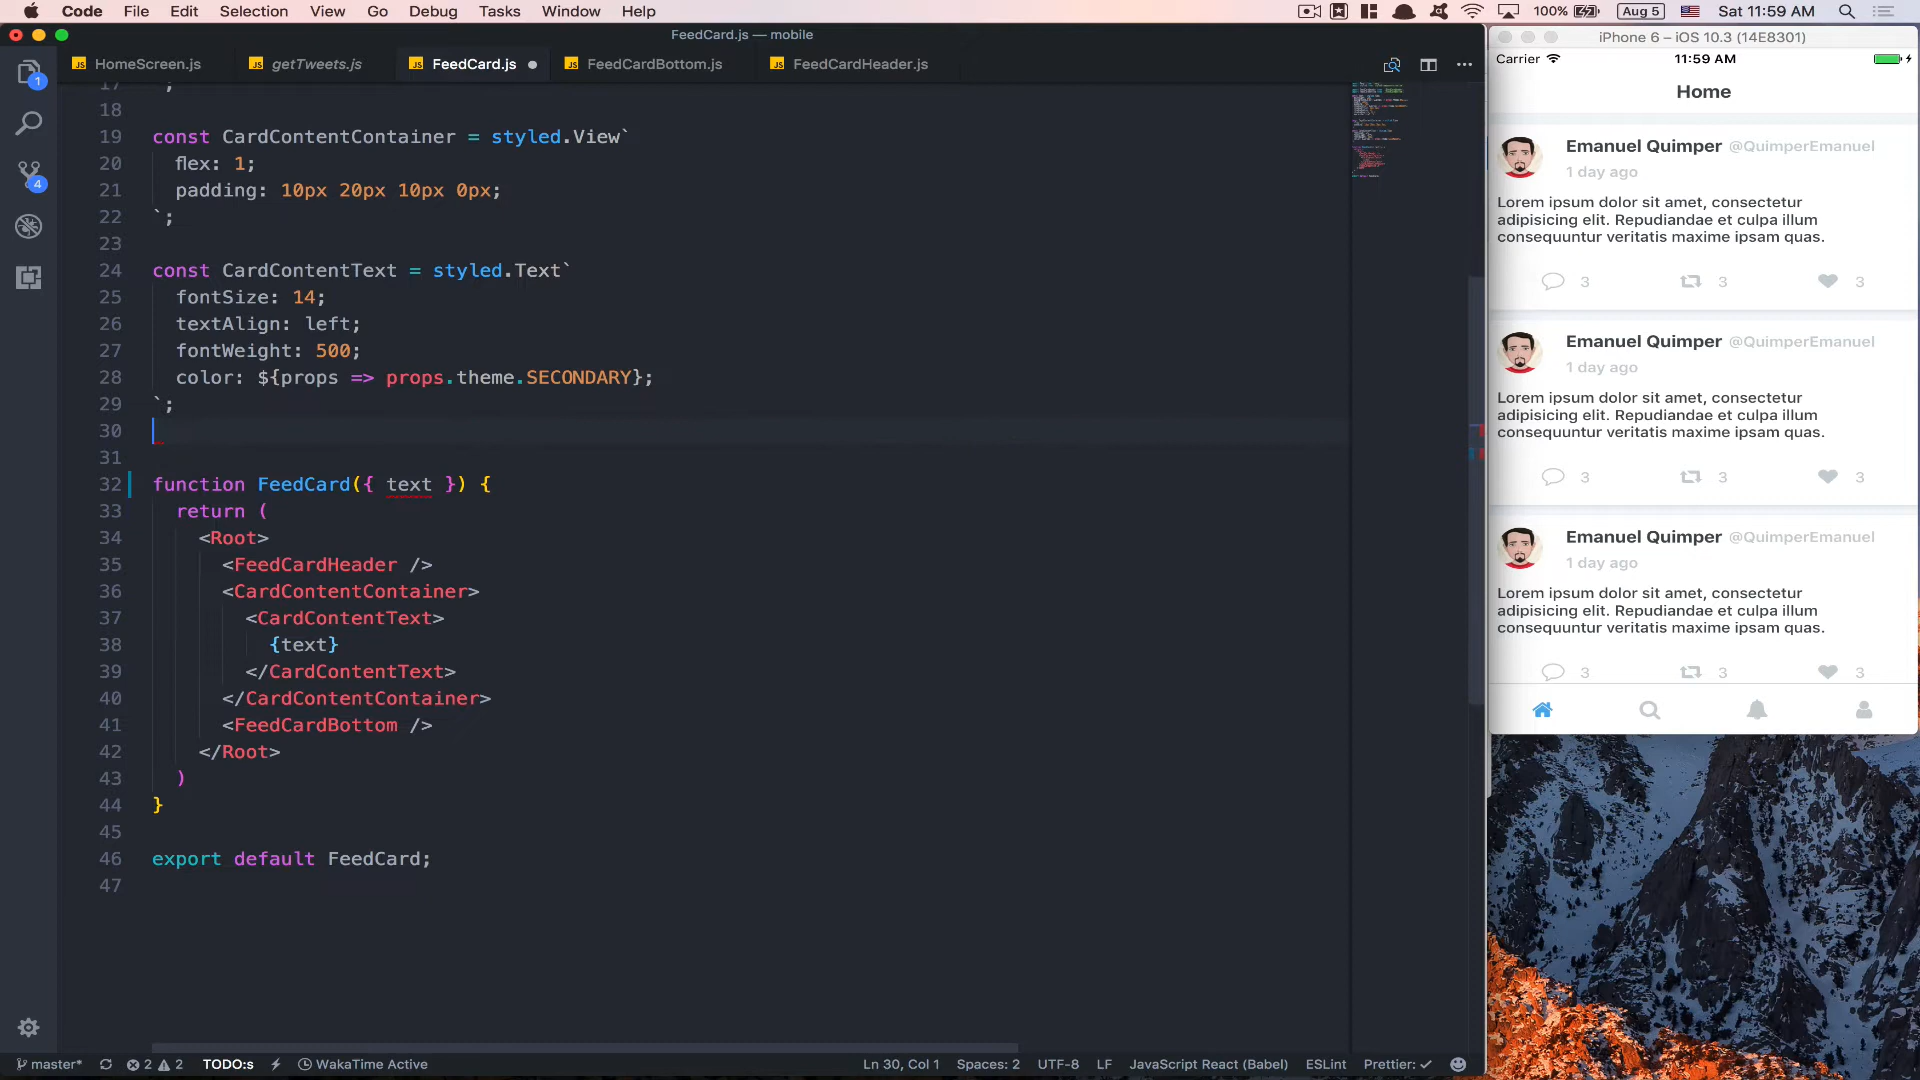 Code File Edit Selection View Go Debug Tasks Window Help 100% Aug 5 Sat 11:59 AM
FeedCard.js — mobile
JS HomeScreen.js JS getTweets.js JS FeedCard.js JS FeedCardBottom.js JS FeedCardHeader.js
1
4
17 `;
18
19 const CardContentContainer = styled.View`
20 flex: 1;
21 padding: 10px 20px 10px 0px;
22 `;
23
24 const CardContentText = styled.Text`
25 fontSize: 14;
26 textAlign: left;
27 fontWeight: 500;
28 color: ${props => props.theme.SECONDARY};
29 `;
30
31
32 function FeedCard({ text }) {
33 return (
34 <Root>
35 <FeedCardHeader />
36 <CardContentContainer>
37 <CardContentText>
38 {text}
39 </CardContentText>
40 </CardContentContainer>
41 <FeedCardBottom />
42 </Root>
43 )
44 }
45
46 export default FeedCard;
47
master* 2 2 TODO:s WakaTime Active Ln 30, Col 1 Spaces: 2 UTF-8 LF JavaScript React (Babel) ESLint Prettier: ✓
iPhone 6 – iOS 10.3 (14E8301)
Carrier 11:59 AM
Home
Emanuel Quimper @QuimperEmanuel
1 day ago
Lorem ipsum dolor sit amet, consectetur
adipisicing elit. Repudiandae et culpa illum
consequuntur veritatis maxime ipsam quas.
3 3 3
Emanuel Quimper @QuimperEmanuel
1 day ago
Lorem ipsum dolor sit amet, consectetur
adipisicing elit. Repudiandae et culpa illum
consequuntur veritatis maxime ipsam quas.
3 3 3
Emanuel Quimper @QuimperEmanuel
1 day ago
Lorem ipsum dolor sit amet, consectetur
adipisicing elit. Repudiandae et culpa illum
consequuntur veritatis maxime ipsam quas.
3 3 3